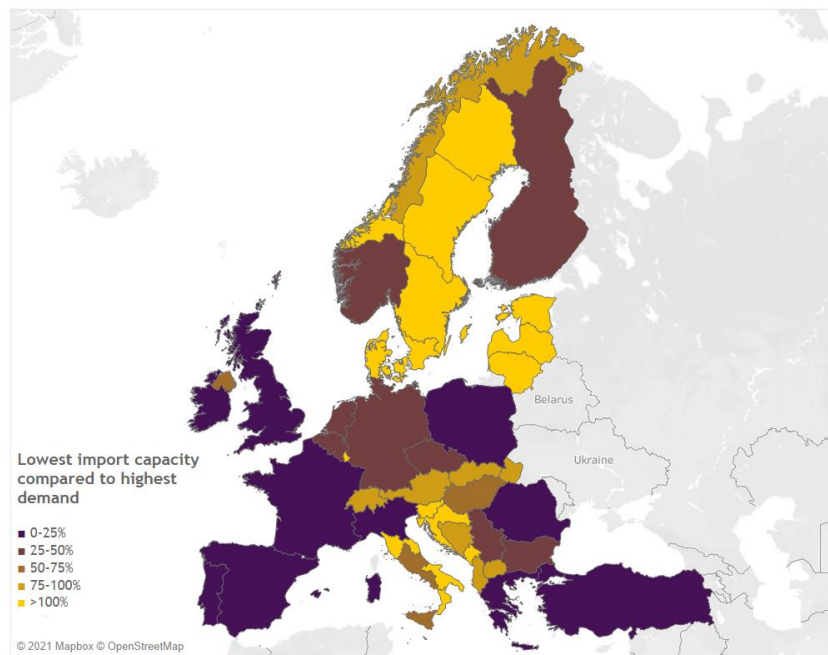 Belarus
Ukraine
Lowest import capacity
compared to highest
demand
0-25%
25-50%
50-75%
75-100%
>100%
© 2021 Mapbox © OpenStreetMap